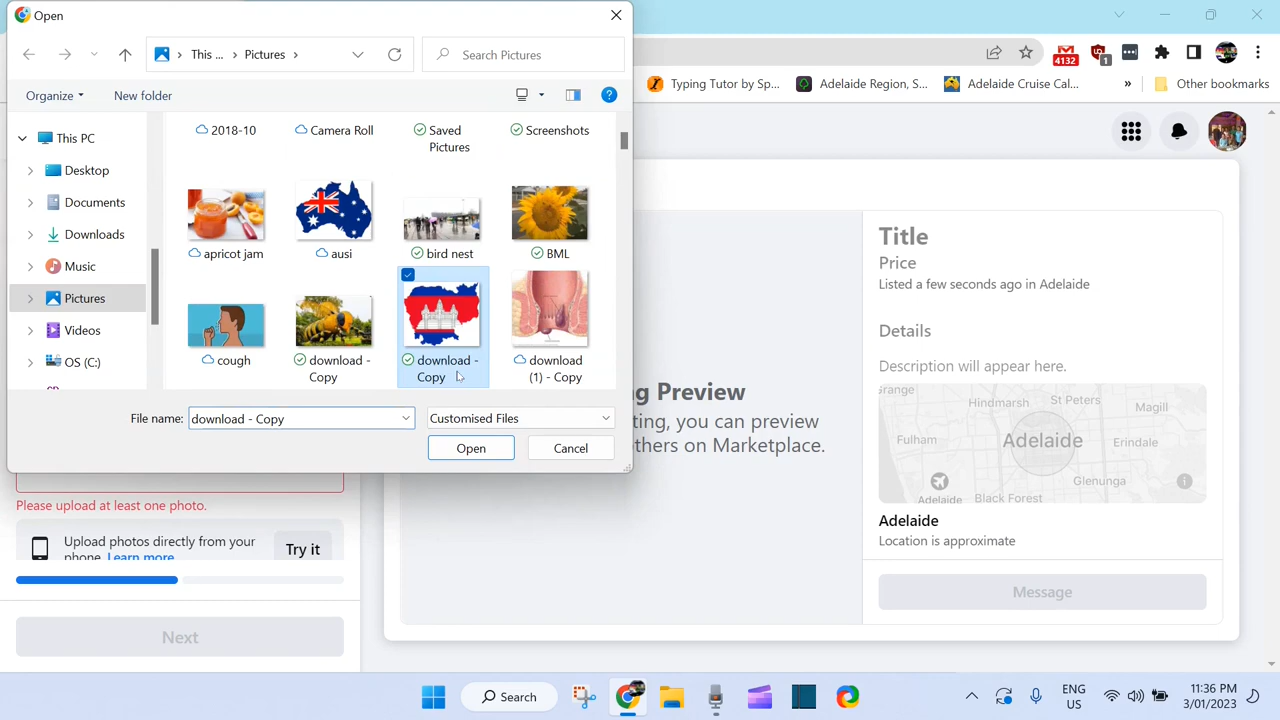 Open
This ...
Pictures
Search Pictures
Organize
New folder
This PC
Desktop
Documents
Downloads
Music
Pictures
Videos
OS (C:)
2018-10
Camera Roll
Saved
Pictures
Screenshots
apricot jam
ausi
bird nest
BML
cough
download -
Copy
download -
Copy
download
(1) - Copy
File name:
download - Copy
Customised Files
Open
Cancel
4132
1
Typing Tutor by Sp...
Adelaide Region, S...
Adelaide Cruise Cal...
»
Other bookmarks
Title
Price
Listed a few seconds ago in Adelaide
Details
Description will appear here.
g Preview
ting, you can preview
thers on Marketplace.
Hindmarsh
St Peters
Magill
Fulham
Adelaide
Erindale
Glenunga
Adelaide
Black Forest
Adelaide
Location is approximate
Message
Please upload at least one photo.
Upload photos directly from your
phone. Learn more
Try it
Next
Search
ENG
US
11:36 PM
3/01/2023